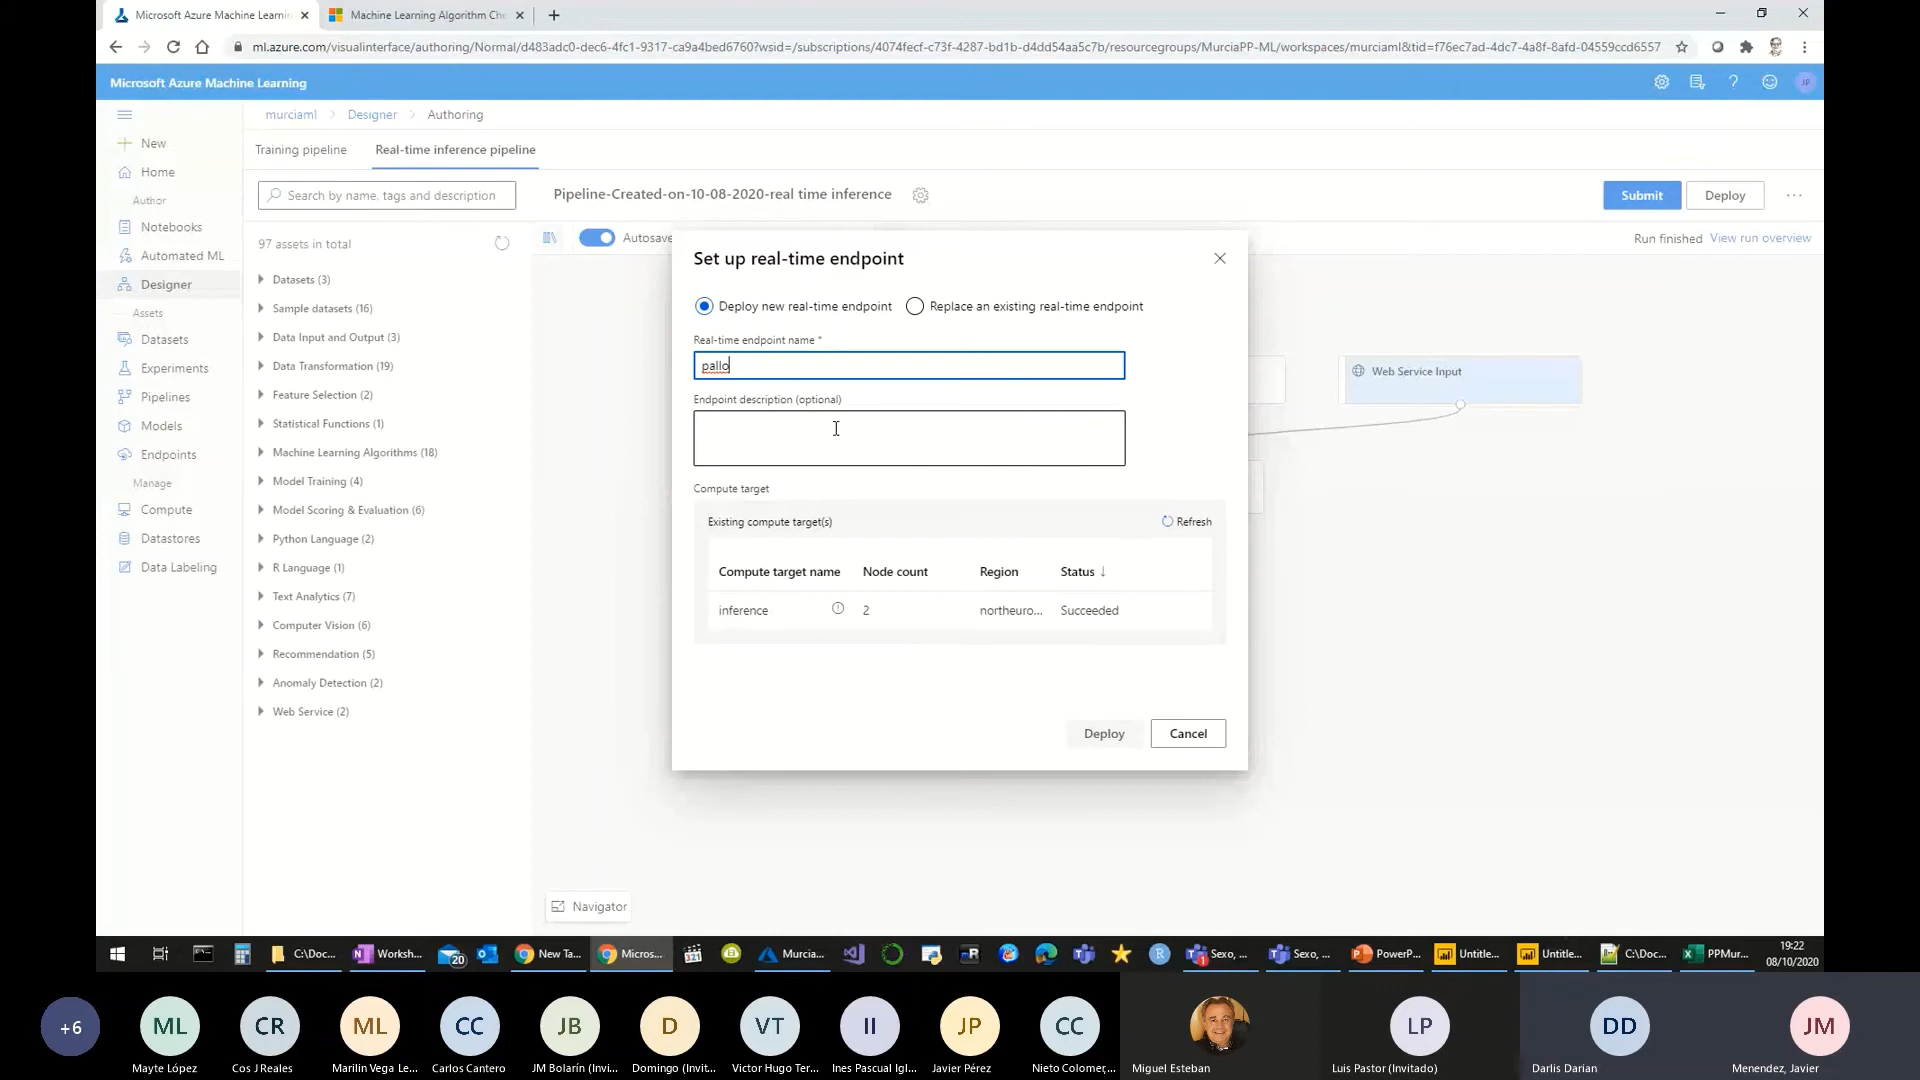 Microsoft Azure Machine Learnin
Machine Learning Algorithm Che
ml.azure.com/visualinterface/authoring/Normal/d483adc0-dec6-4fc1-9317-ca9a4bed6760?wsid=/subscriptions/4074fecf-c73f-4287-bd1b-d4dd54aa5c7b/resourcegroups/MurciaPP-ML/workspaces/murciaml&tid=f76ec7ad-4dc7-4a8f-8afd-04559ccd6557
Microsoft Azure Machine Learning
JP
murciaml > Designer > Authoring
New
Home
Author
Notebooks
Automated ML
Designer
Assets
Datasets
Experiments
Pipelines
Models
Endpoints
Manage
Compute
Datastores
Data Labeling
Training pipeline
Real-time inference pipeline
Search by name, tags and description
Pipeline-Created-on-10-08-2020-real time inference
Submit
Deploy
97 assets in total
Autosave
Run finished View run overview
Datasets (3)
Sample datasets (16)
Data Input and Output (3)
Data Transformation (19)
Feature Selection (2)
Statistical Functions (1)
Machine Learning Algorithms (18)
Model Training (4)
Model Scoring & Evaluation (6)
Python Language (2)
R Language (1)
Text Analytics (7)
Computer Vision (6)
Recommendation (5)
Anomaly Detection (2)
Web Service (2)
Set up real-time endpoint
Deploy new real-time endpoint
Replace an existing real-time endpoint
Real-time endpoint name *
pallo
Endpoint description (optional)
Compute target
Existing compute target(s)
Refresh
Compute target name Node count Region Status ↓
inference 2 northeuro... Succeeded
Deploy
Cancel
Web Service Input
Navigator
C:\Doc...
Worksh...
20
New Ta...
Micros...
321
Murcia...
Sexo, ...
Sexo, ...
PowerP...
Untitle...
Untitle...
C:\Doc...
PPMur...
19:22
08/10/2020
+6
ML
Mayte López
CR
Cos J Reales
ML
Marilin Vega Le...
CC
Carlos Cantero
JB
JM Bolarín (Invi...
D
Domingo (Invit...
VT
Victor Hugo Ter...
II
Ines Pascual Igl...
JP
Javier Pérez
CC
Nieto Colomer,...
Miguel Esteban
LP
Luis Pastor (Invitado)
DD
Darlis Darian
JM
Menendez, Javier